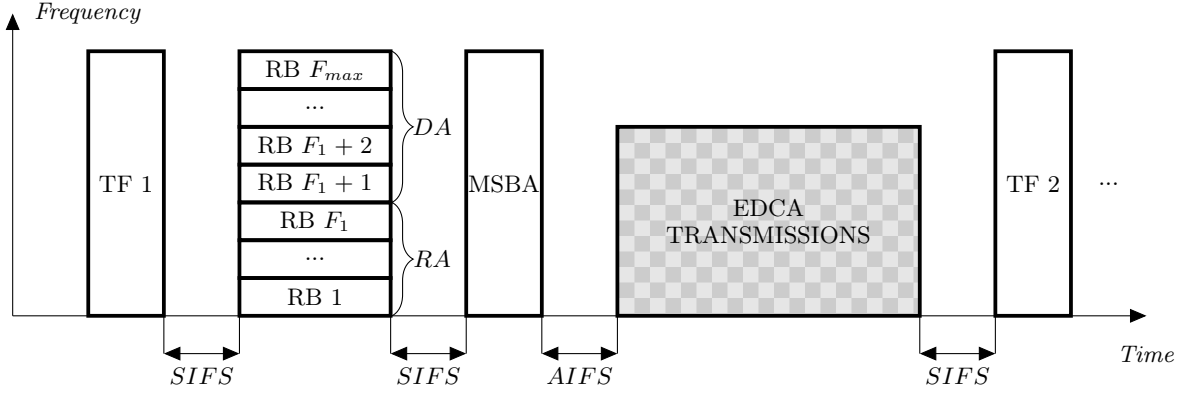 Frequency
TF 1
RB F_max
...
RB F_1 + 2
RB F_1 + 1
RB F_1
...
RB 1
DA
RA
MSBA
EDCA
TRANSMISSIONS
TF 2
...
SIFS
SIFS
AIFS
SIFS
Time